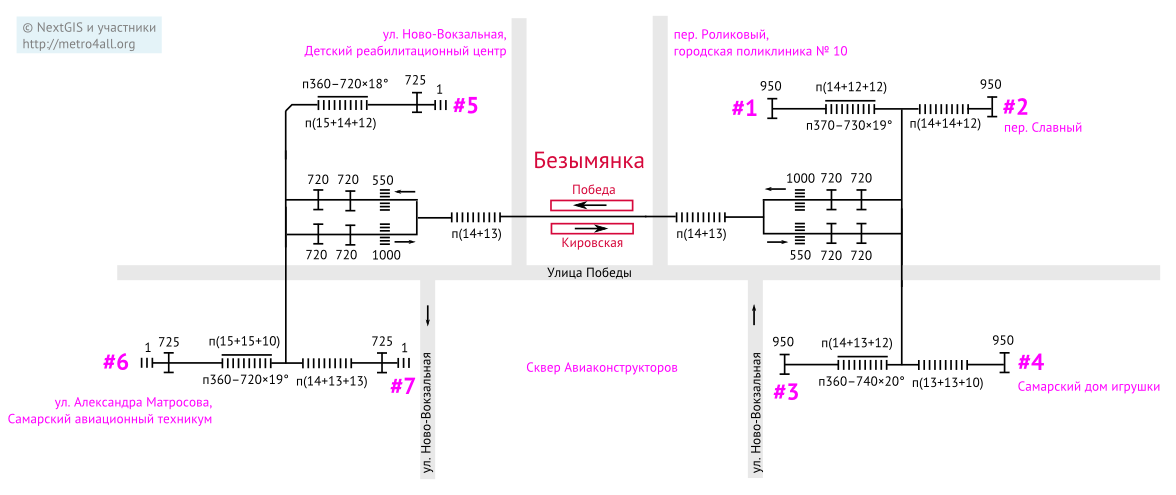 © NextGIS и участники
http://metro4all.org
ул. Ново-Вокзальная,
Детский реабилитационный центр
пер. Роликовый,
городская поликлиника № 10
п360–720×18°
725
1
#5
п(15+14+12)
950
#1
п(14+12+12)
п370–730×19°
950
#2
п(14+14+12)
пер. Славный
Безымянка
Победа
Кировская
720
720
550
720
720
1000
п(14+13)
п(14+13)
1000
720
720
550
720
720
Улица Победы
#6
1
725
п(15+15+10)
п360–720×19°
п(14+13+13)
725
1
#7
ул. Александра Матросова,
Самарский авиационный техникум
ул. Ново-Вокзальная
Сквер Авиаконструкторов
ул. Ново-Вокзальная
950
#3
п(14+13+12)
п360–740×20°
п(13+13+10)
950
#4
Самарский дом игрушки